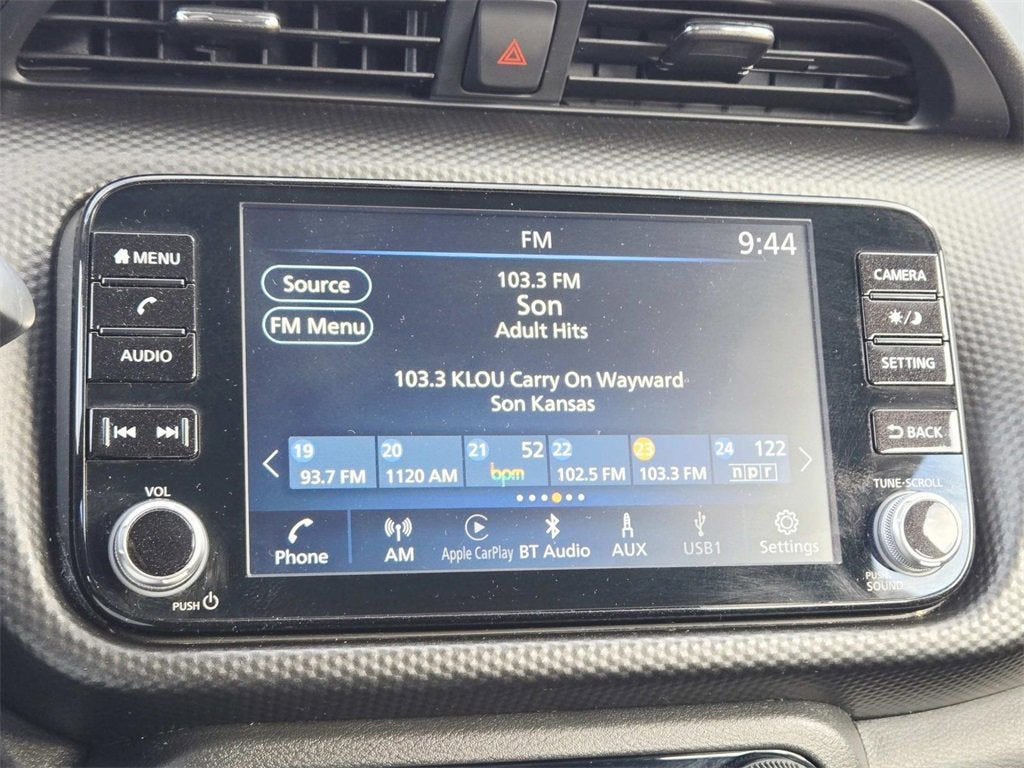 MENU
AUDIO
VOL
PUSH
FM
9:44
Source
FM Menu
103.3 FM
Son
Adult Hits
103.3 KLOU Carry On Wayward
Son Kansas
19
93.7 FM
20
1120 AM
21
52
bpm
22
102.5 FM
23
103.3 FM
24
122
npr
Phone
AM
Apple CarPlay
BT Audio
AUX
USB1
Settings
CAMERA
SETTING
BACK
TUNE·SCROLL
PUSH
SOUND